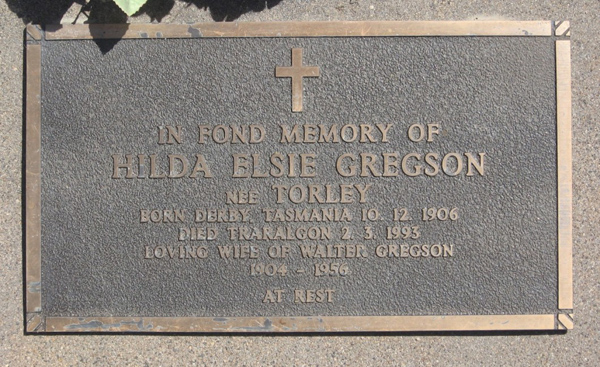 IN FOND MEMORY OF
HILDA ELSIE GREGSON
NEE TORLEY
BORN DERBY, TASMANIA 10. 12. 1906
DIED TRARALGON 2. 3. 1993
LOVING WIFE OF WALTER GREGSON
1904 - 1956
AT REST